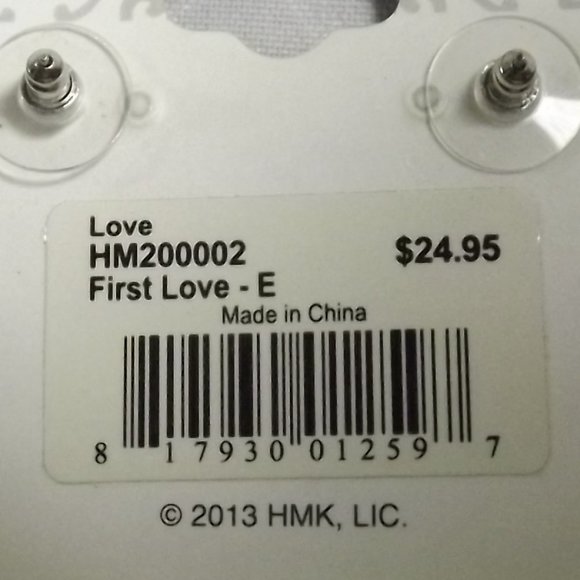 Love
HM200002 $24.95
First Love - E
Made in China
8 17930 01259 7
© 2013 HMK, LIC.